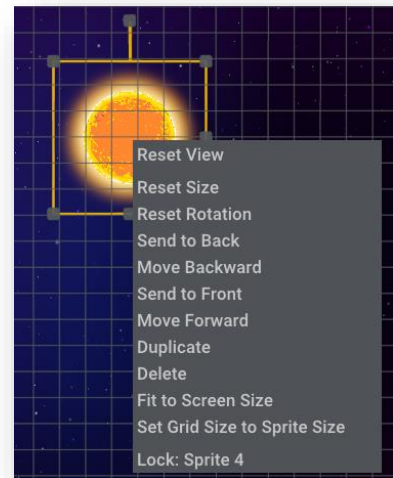 Reset View
Reset Size
Reset Rotation
Send to Back
Move Backward
Send to Front
Move Forward
Duplicate
Delete
Fit to Screen Size
Set Grid Size to Sprite Size
Lock: Sprite 4